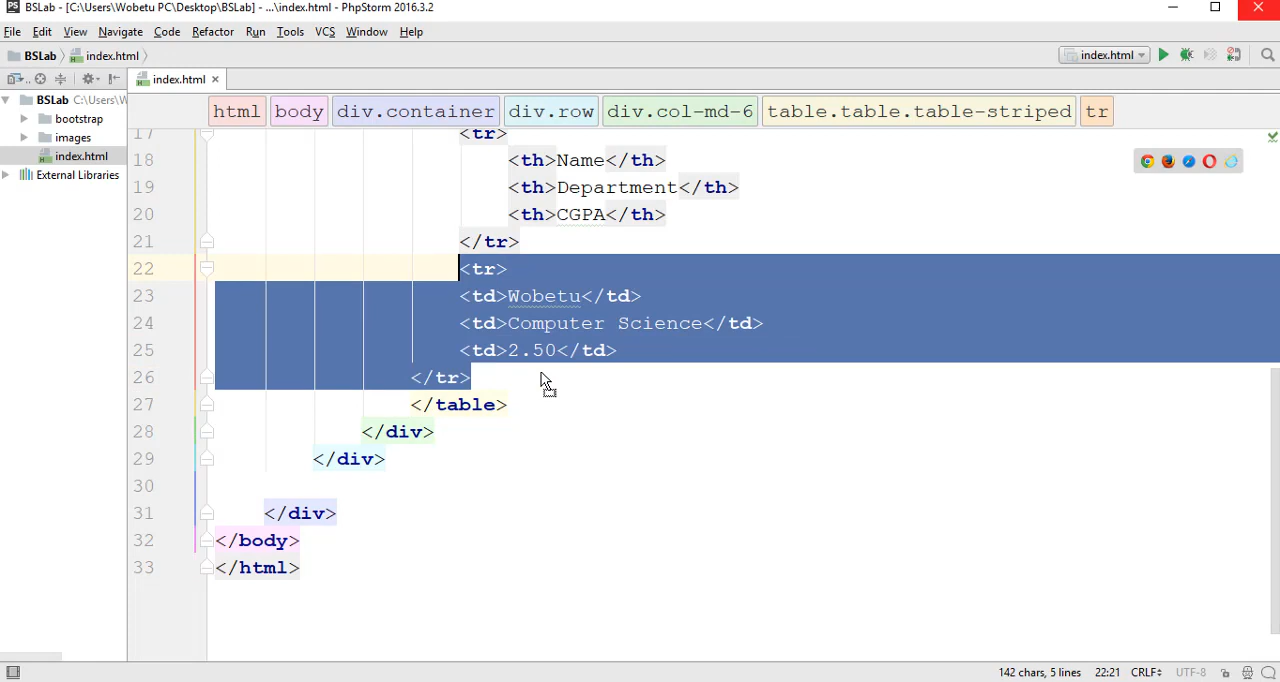 BSLab - [C:\Users\Wobetu PC\Desktop\BSLab] - ...\index.html - PhpStorm 2016.3.2
File Edit View Navigate Code Refactor Run Tools VCS Window Help
BSLab index.html index.html
index.html
BSLab C:\Users\W
bootstrap
images
index.html
External Libraries
html body div.container div.row div.col-md-6 table.table.table-striped tr
17 <tr>
18 <th>Name</th>
19 <th>Department</th>
20 <th>CGPA</th>
21 </tr>
22 <tr>
23 <td>Wobetu</td>
24 <td>Computer Science</td>
25 <td>2.50</td>
26 </tr>
27 </table>
28 </div>
29 </div>
30
31 </div>
32 </body>
33 </html>
142 chars, 5 lines 22:21 CRLF UTF-8